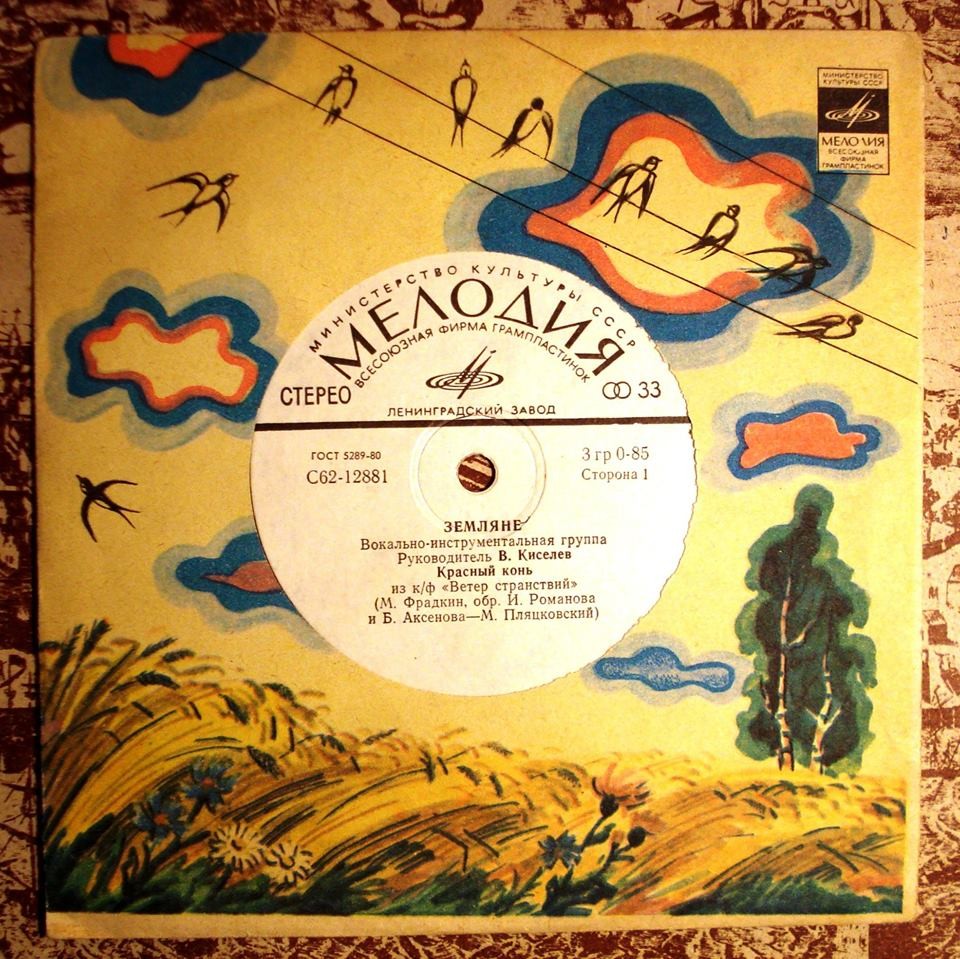 МИНИСТЕРСТВО
КУЛЬТУРЫ СССР
МЕЛОДИЯ
ВСЕСОЮЗНАЯ
ФИРМА
ГРАМПЛАСТИНОК
МИНИСТЕРСТВО КУЛЬТУРЫ СССР
МЕЛОДИЯ
ВСЕСОЮЗНАЯ ФИРМА ГРАМПЛАСТИНОК
СТЕРЕО
33
ЛЕНИНГРАДСКИЙ ЗАВОД
ГОСТ 5289-80
3 гр 0-85
С62-12881
Сторона 1
ЗЕМЛЯНЕ
Вокально-инструментальная группа
Руководитель В. Киселев
Красный конь
из к/ф «Ветер странствий»
(М. Фрадкин, обр. И. Романова
и Б. Аксенова—М. Пляцковский)